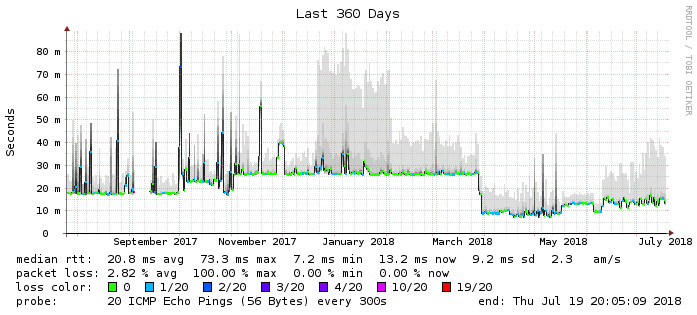 Last 360 Days
RRDTOOL / TOBI OETIKER
Seconds
80 m
70 m
60 m
50 m
40 m
30 m
20 m
10 m
0
September 2017 November 2017 January 2018 March 2018 May 2018 July 2018
median rtt: 20.8 ms avg 73.3 ms max 7.2 ms min 13.2 ms now 9.2 ms sd 2.3 am/s
packet loss: 2.82 % avg 100.00 % max 0.00 % min 0.00 % now
loss color: 0 1/20 2/20 3/20 4/20 10/20 19/20
probe: 20 ICMP Echo Pings (56 Bytes) every 300s end: Thu Jul 19 20:05:09 2018